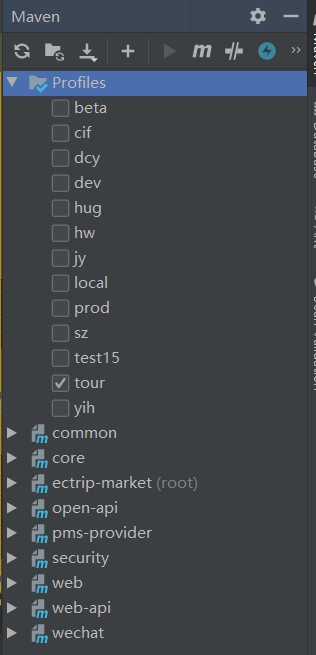 Maven
Profiles
beta
cif
dcy
dev
hug
hw
jy
local
prod
sz
test15
tour
yih
common
core
ectrip-market (root)
open-api
pms-provider
security
web
web-api
wechat